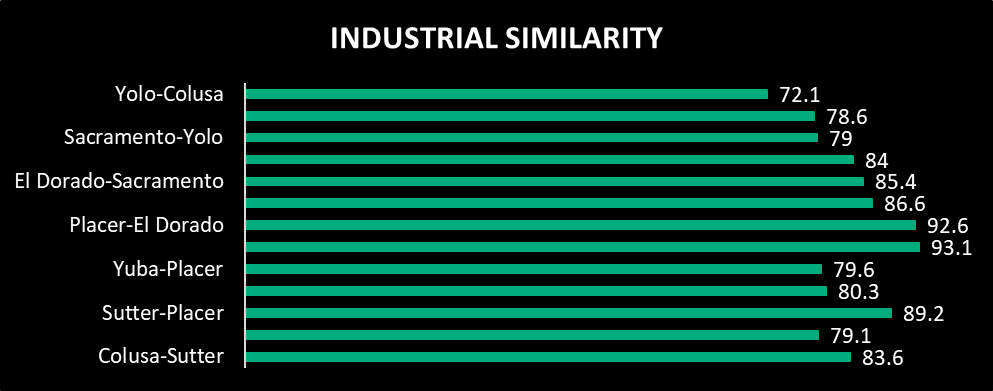 INDUSTRIAL SIMILARITY
Yolo-Colusa 72.1
78.6
Sacramento-Yolo 79
84
El Dorado-Sacramento 85.4
86.6
Placer-El Dorado 92.6
93.1
Yuba-Placer 79.6
80.3
Sutter-Placer 89.2
79.1
Colusa-Sutter 83.6